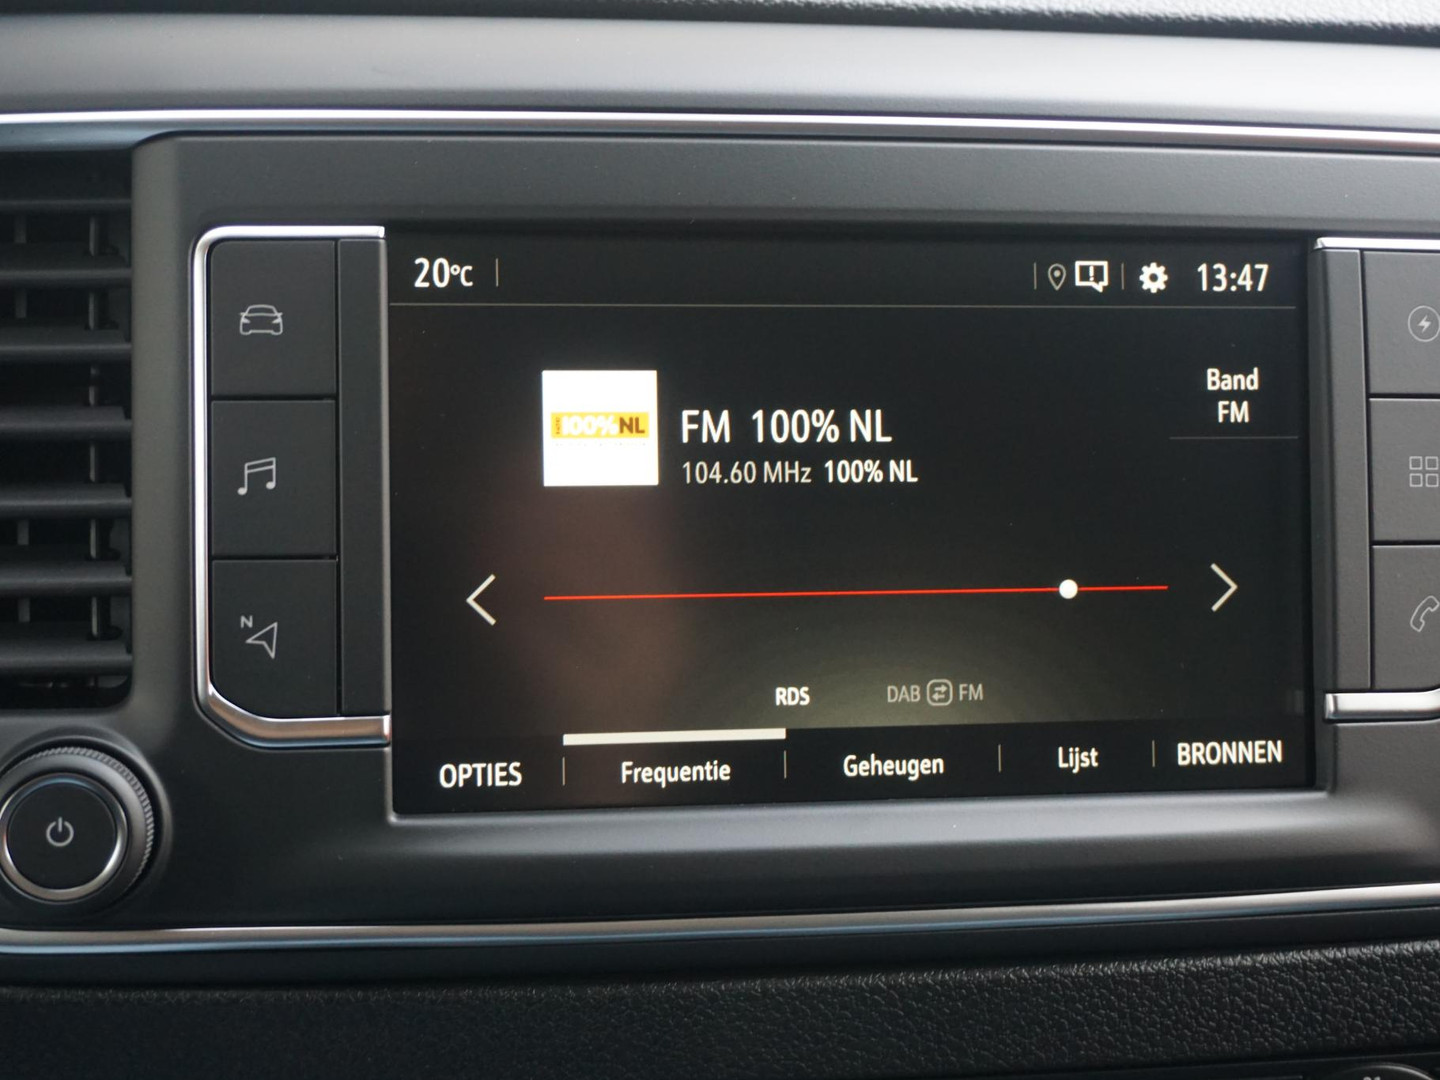 20°C
13:47
Band
FM
100% NL
FM 100% NL
104.60 MHz 100% NL
N
RDS
DAB FM
OPTIES
Frequentie
Geheugen
Lijst
BRONNEN